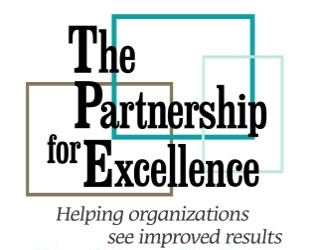 The
Partnership
for Excellence
Helping organizations
see improved results